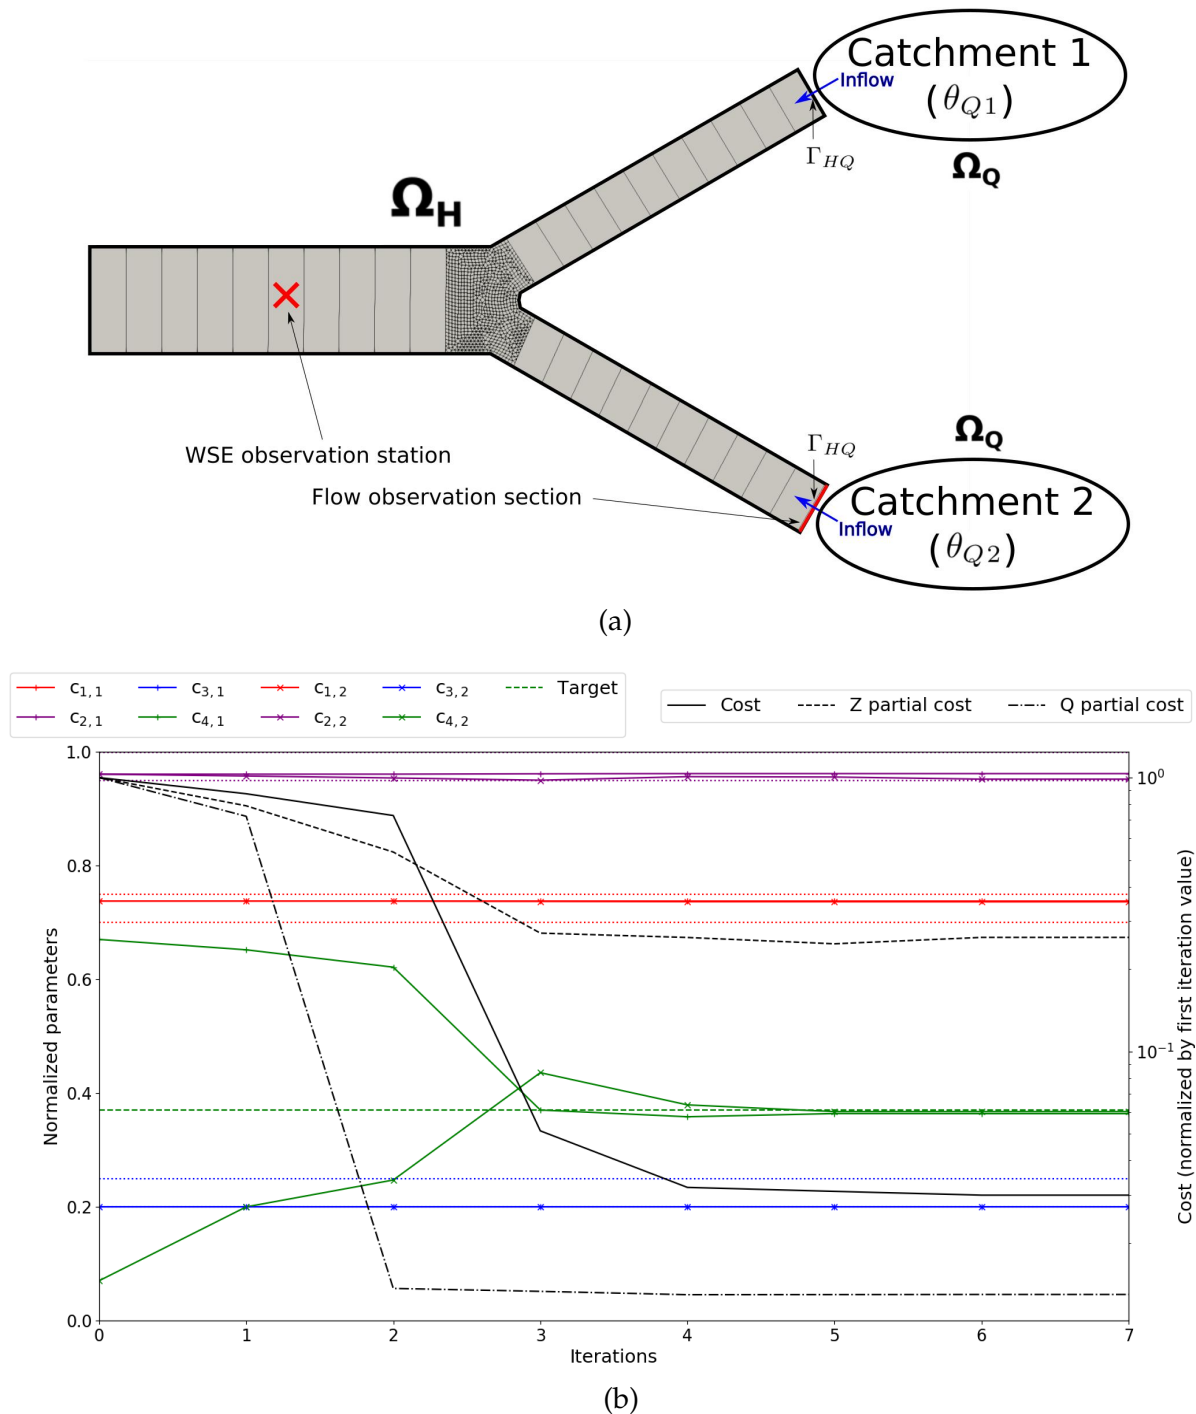 Catchment 1
Inflow
(θQ1)
ΓHQ
ΩQ
ΩH
WSE observation station
ΩQ
ΓHQ
Flow observation section
Catchment 2
Inflow
(θQ2)
(a)
c1, 1 c3, 1 c1, 2 c3, 2 Target
c2, 1 c4, 1 c2, 2 c4, 2
Cost Z partial cost Q partial cost
Normalized parameters
1.0
0.8
0.6
0.4
0.2
0.0
10⁰
10⁻¹
Cost (normalized by first iteration value)
0 1 2 3 4 5 6 7
Iterations
(b)